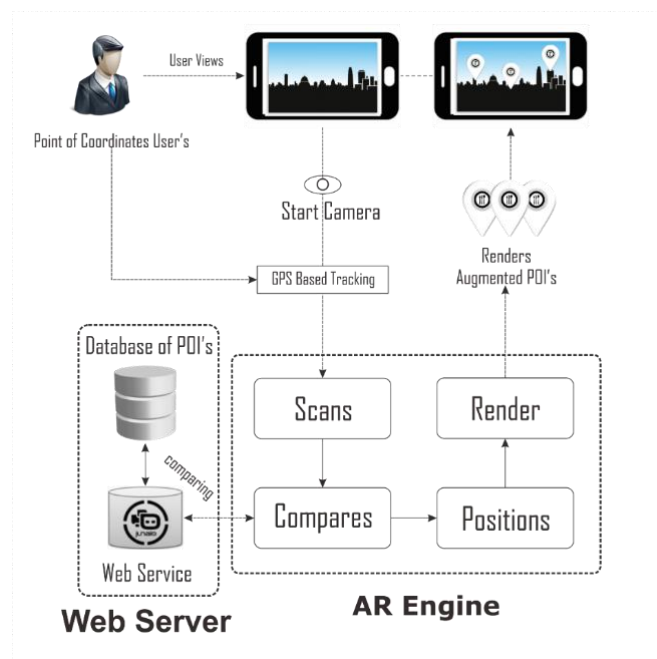 User Views
Point of Coordinates User's
Start Camera
GPS Based Tracking
Renders
Augmented POI's
Database of POI's
comparing
Web Service
Web Server
Scans
Compares
Render
Positions
AR Engine